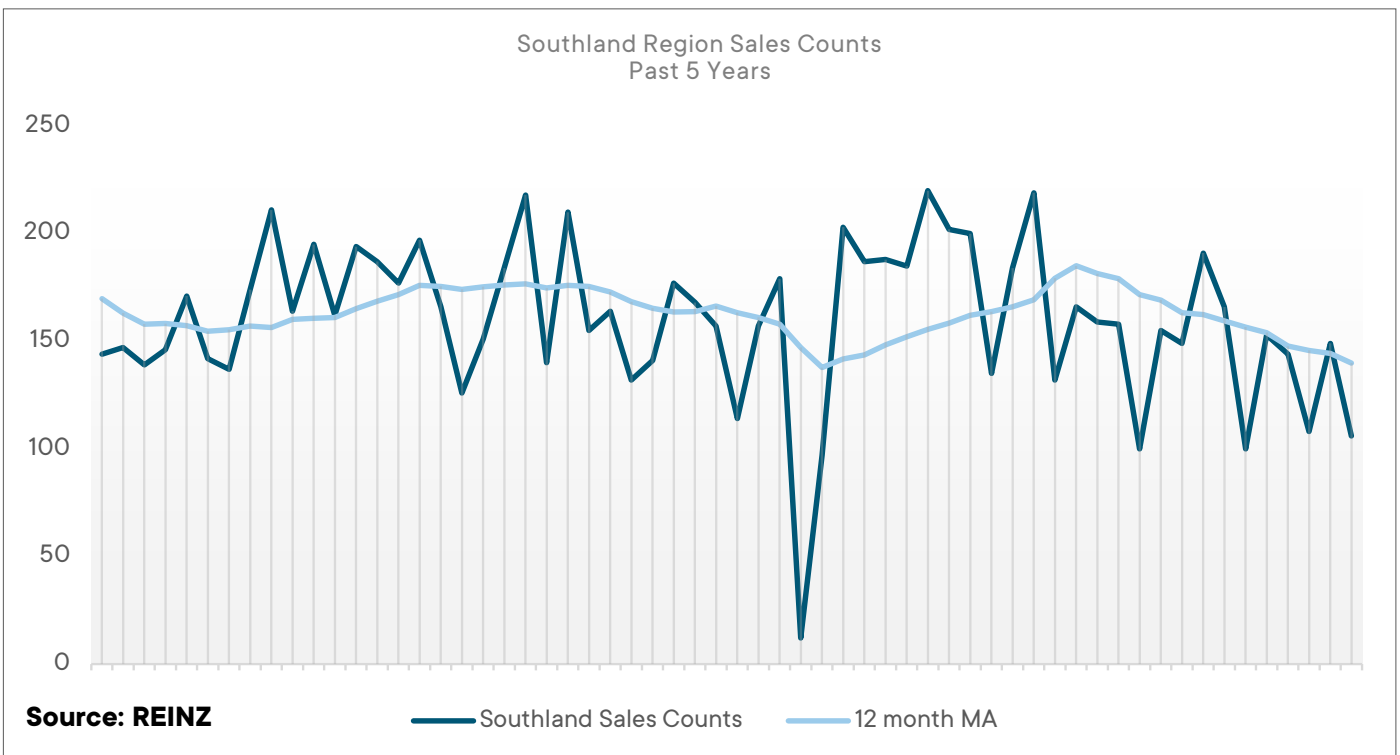 Southland Region Sales Counts
Past 5 Years
250
200
150
100
50
0
Source: REINZ
Southland Sales Counts
12 month MA